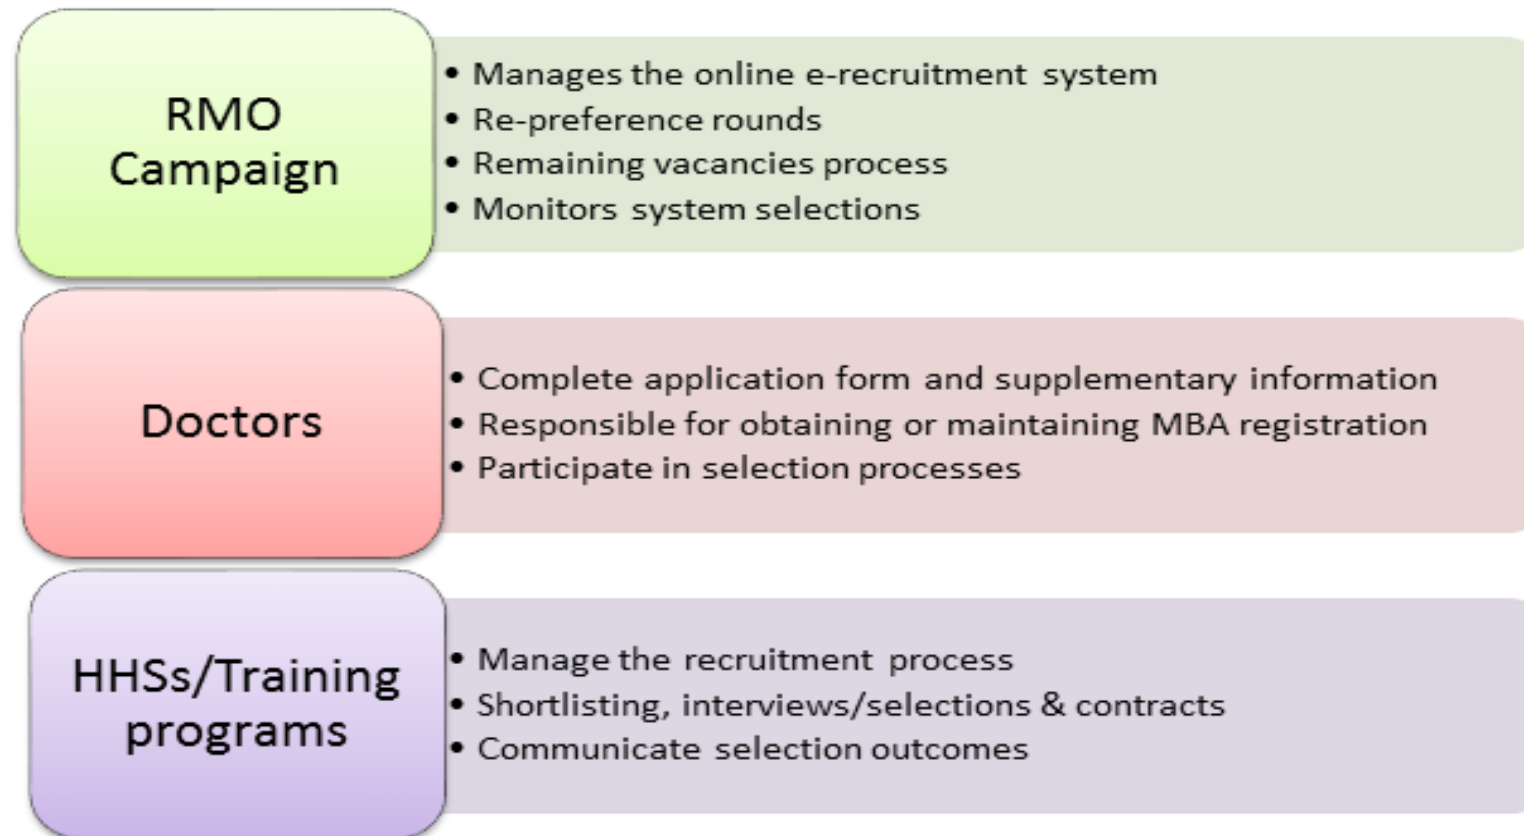 RMO
Campaign
• Manages the online e-recruitment system
• Re-preference rounds
• Remaining vacancies process
• Monitors system selections
Doctors
• Complete application form and supplementary information
• Responsible for obtaining or maintaining MBA registration
• Participate in selection processes
HHSs/Training
programs
• Manage the recruitment process
• Shortlisting, interviews/selections & contracts
• Communicate selection outcomes